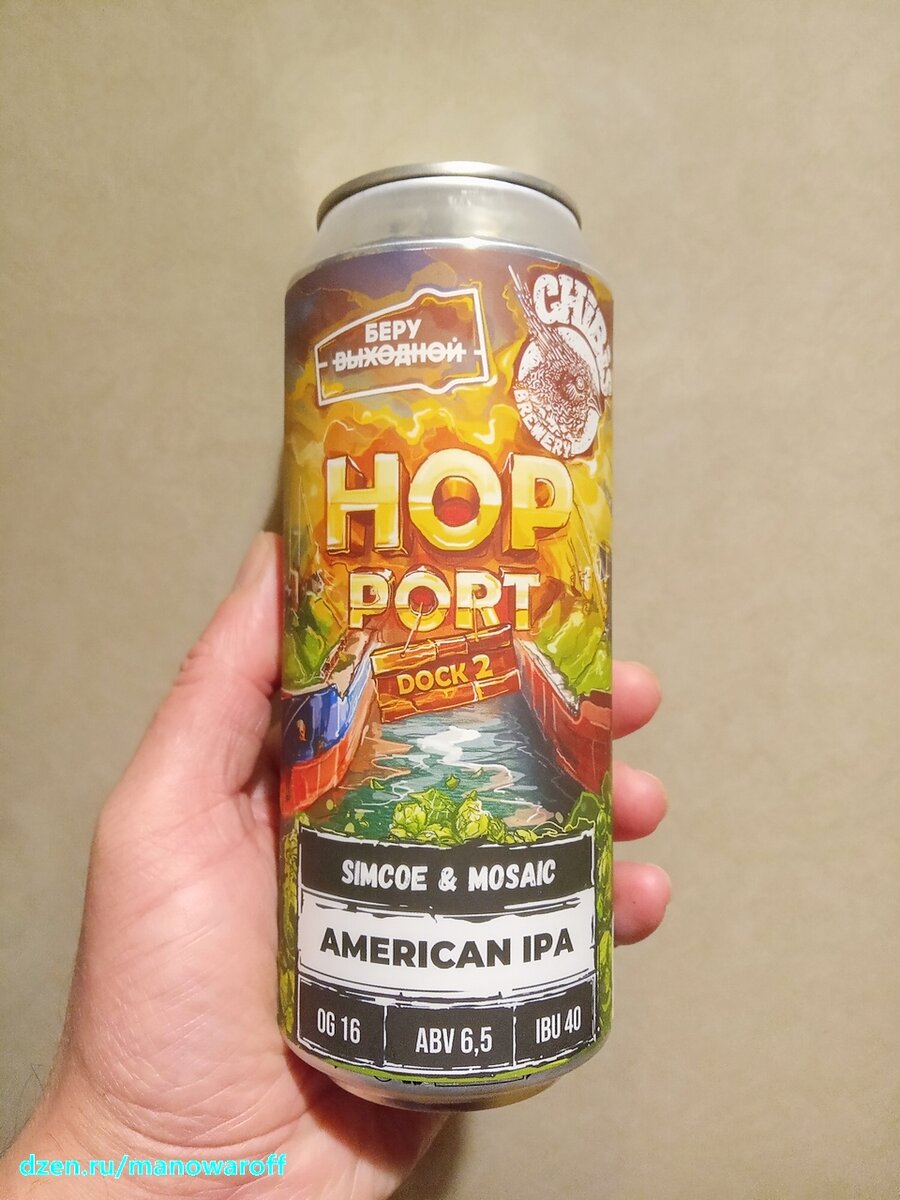 БЕРУ
ВЫХОДНОЙ
CHIBIS
BREWERY
HOP
PORT
DOCK 2
SIMCOE & MOSAIC
AMERICAN IPA
OG 16
ABV 6,5
IBU 40
dzen.ru/manowaroff